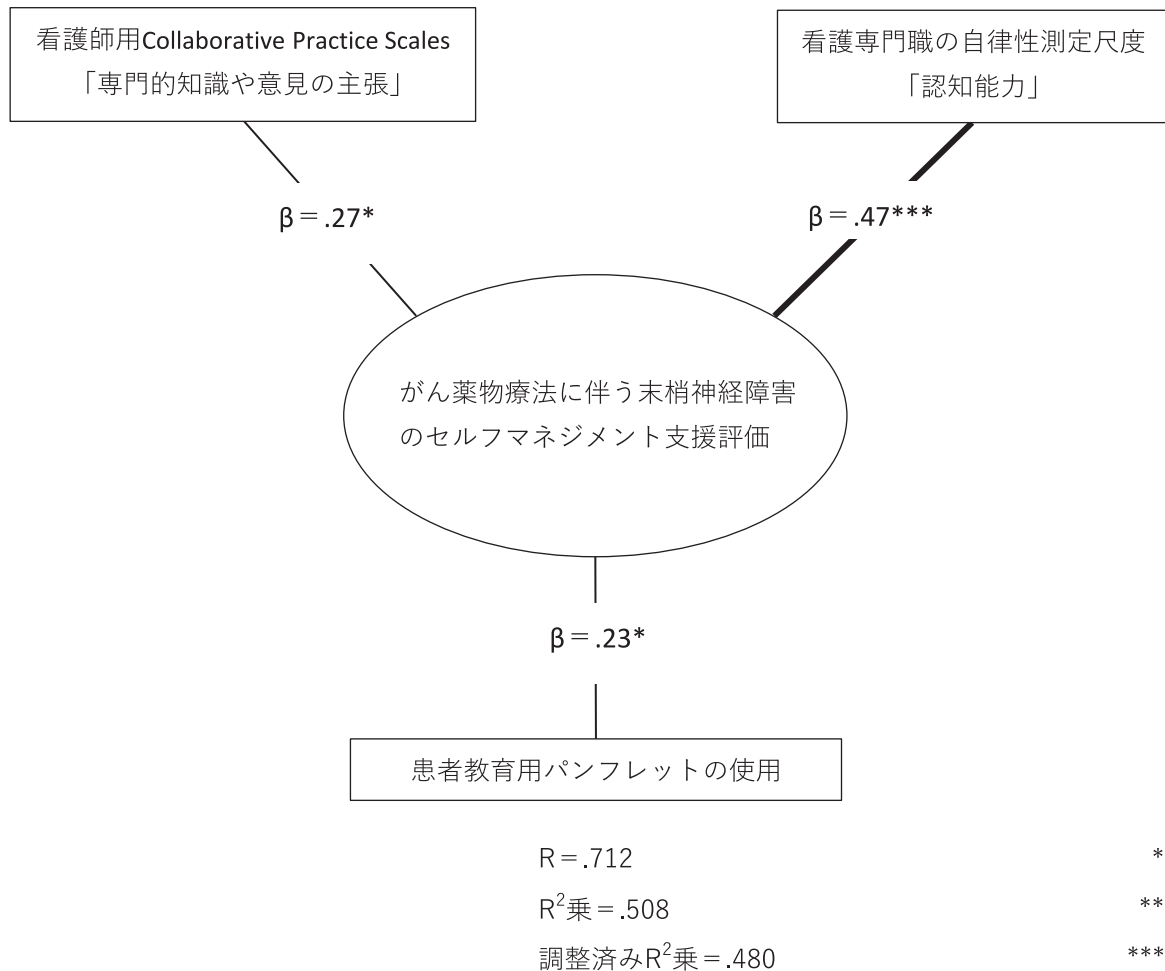 看護師用Collaborative Practice Scales
「専門的知識や意見の主張」
看護専門職の自律性測定尺度
「認知能力」
β＝.27*
β＝.47***
がん薬物療法に伴う末梢神経障害
のセルフマネジメント支援評価
β＝.23*
患者教育用パンフレットの使用
R＝.712
*
R²乗＝.508
**
調整済みR²乗＝.480
***